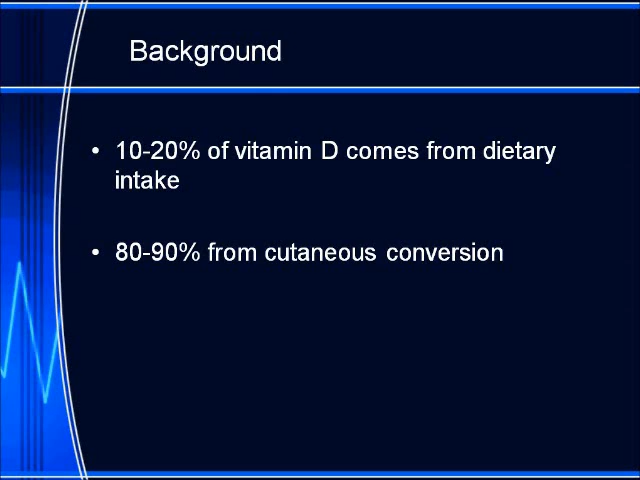 Background
• 10-20% of vitamin D comes from dietary
intake
• 80-90% from cutaneous conversion